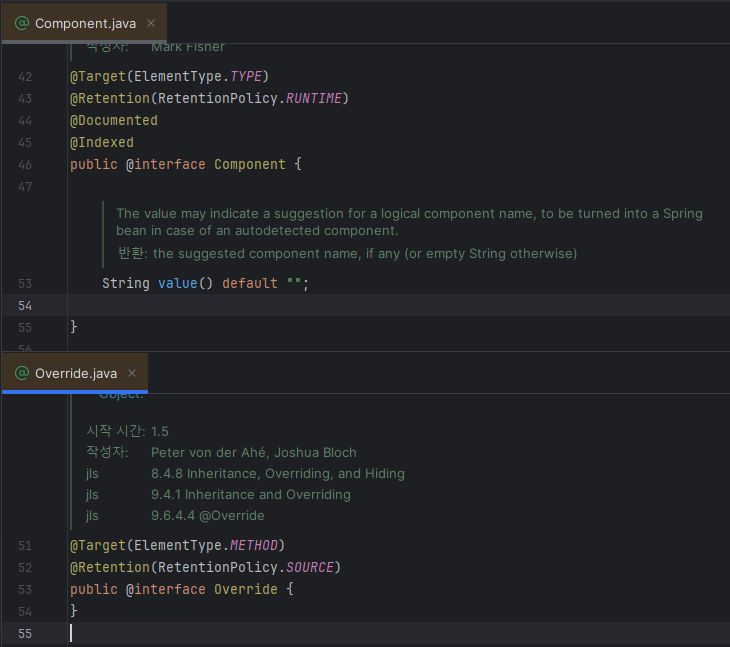 Component.java
작성자: Mark Fisher
42 @Target(ElementType.TYPE)
43 @Retention(RetentionPolicy.RUNTIME)
44 @Documented
45 @Indexed
46 public @interface Component {
47
The value may indicate a suggestion for a logical component name, to be turned into a Spring
bean in case of an autodetected component.
반환: the suggested component name, if any (or empty String otherwise)
53 String value() default "";
54
55 }
56
Override.java
Object.
시작 시간: 1.5
작성자: Peter von der Ahé, Joshua Bloch
jls 8.4.8 Inheritance, Overriding, and Hiding
jls 9.4.1 Inheritance and Overriding
jls 9.6.4.4 @Override
51 @Target(ElementType.METHOD)
52 @Retention(RetentionPolicy.SOURCE)
53 public @interface Override {
54 }
55